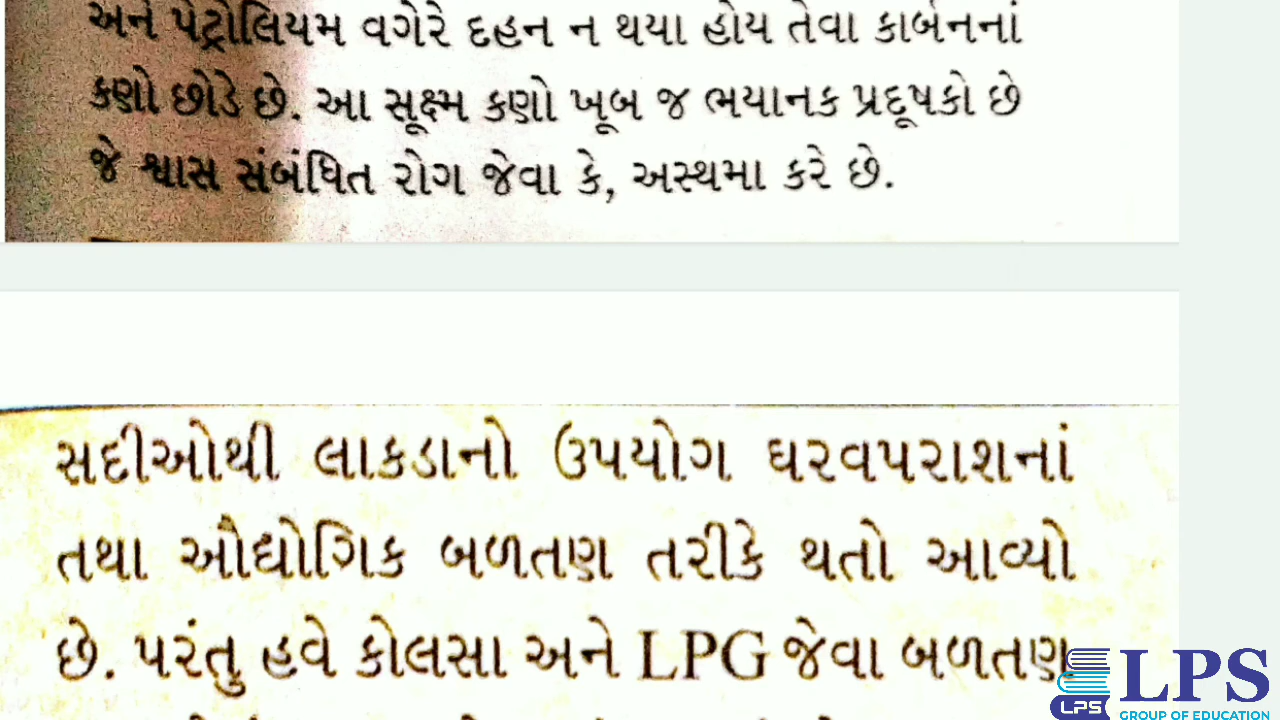 અને પેટ્રોલિયમ વગેરે દહન ન થયા હોય તેવા કાર્બનનાં
કણો છોડે છે. આ સૂક્ષ્મ કણો ખૂબ જ ભયાનક પ્રદૂષકો છે
જે શ્વાસ સંબંધિત રોગ જેવા કે, અસ્થમા કરે છે.
સદીઓથી લાકડાનો ઉપયોગ ઘરવપરાશનાં
તથા ઔદ્યોગિક બળતણ તરીકે થતો આવ્યો
છે. પરંતુ હવે કોલસા અને LPG જેવા બળતણ
LPS
LPS
GROUP OF EDUCATION